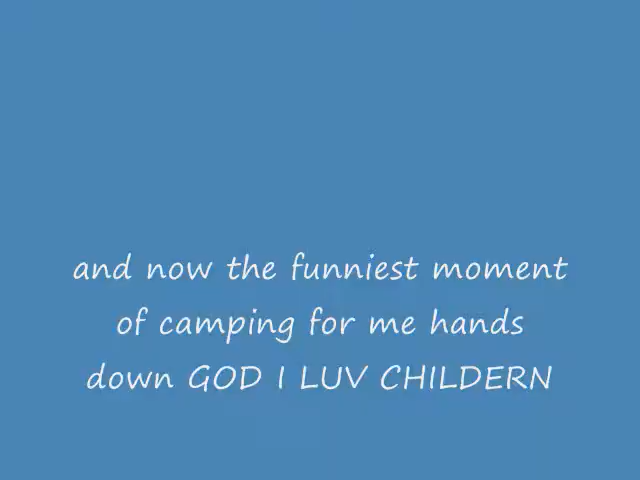 and now the funniest moment
of camping for me hands
down GOD I LUV CHILDERN